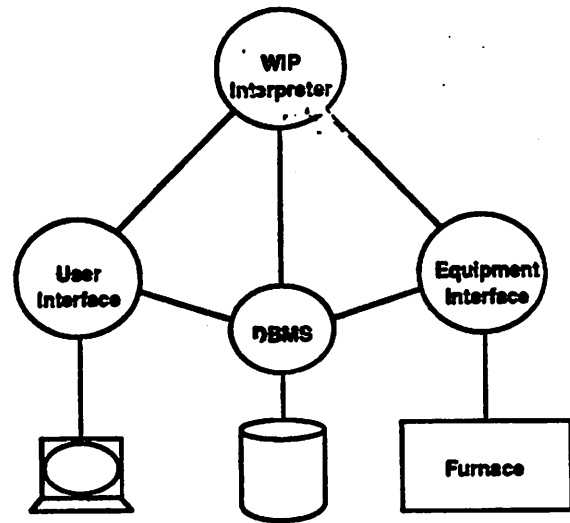 WIP
Interpreter
User
Interface
Equipment
Interface
DBMS
Furnace